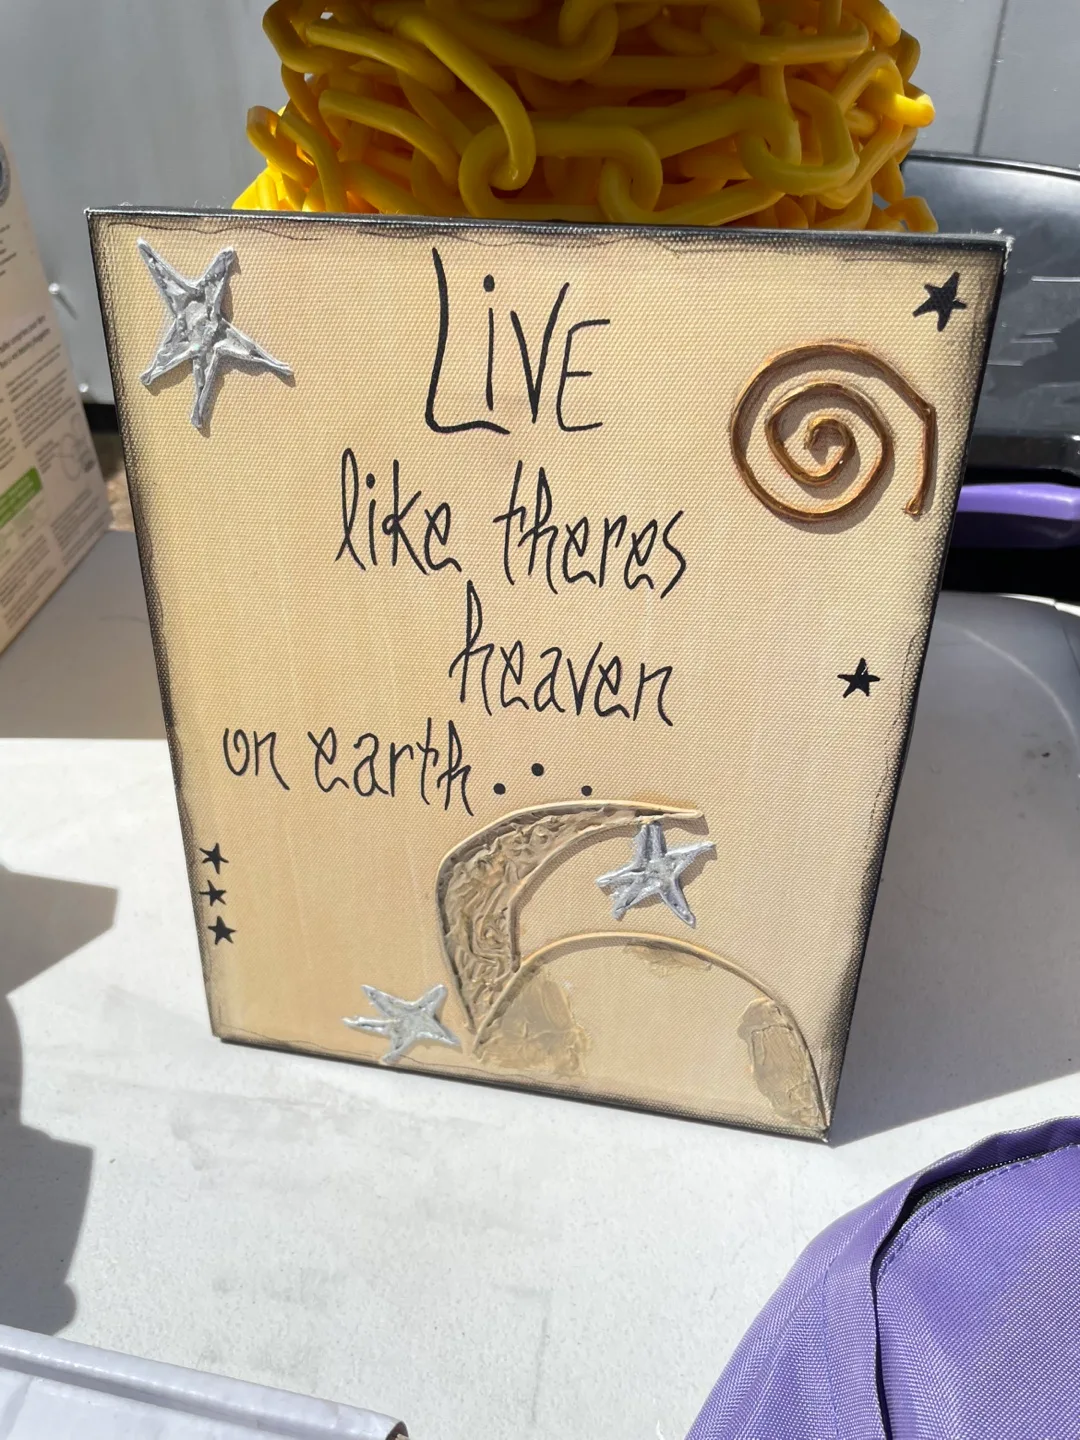 LiVE
like theres
heaven
on earth...